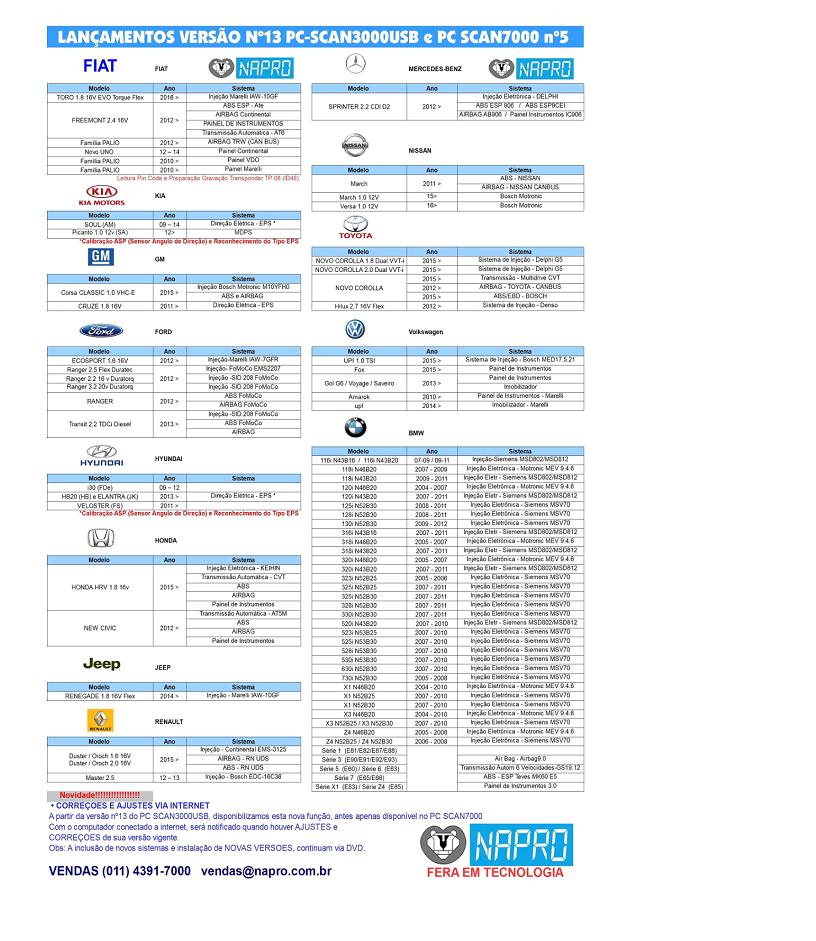 LANÇAMENTOS VERSÃO Nº13 PC-SCAN3000USB e PC SCAN7000 nº5
FIAT FIAT NAPRO
Modelo Ano Sistema
TORO 1.8 16V EVO Torque Flex 2016 > Injeção Marelli IAW-10GF
FREEMONT 2.4 16V 2012 > ABS ESP - Ate
AIRBAG Continental
PAINEL DE INSTRUMENTOS
Transmissão Automática - AT6
Familia PALIO 2012 > AIRBAG TRW (CAN BUS)
Novo UNO 12 – 14 Painel Continental
Família PALIO 2010 > Painel VDO
Família PALIO 2010 > Painel Marelli
Leitura Pin Code e Preparação Gravação Transponder TP 08 (ID48)
KIA KIA MOTORS KIA
Modelo Ano Sistema
SOUL (AM) 09 – 14 Direção Elétrica - EPS *
Picanto 1.0 12v (SA) 12> MDPS
*Calibração ASP (Sensor Angulo de Direção) e Reconhecimento do Tipo EPS
GM GM
Modelo Ano Sistema
Corsa CLASSIC 1.0 VHC-E 2015 > Injeção Bosch Motronic M10YFH0
ABS e AIRBAG
CRUZE 1.8 16V 2011 > Direção Elétrica - EPS
Ford FORD
Modelo Ano Sistema
ECOSPORT 1.6 16V 2012 > Injeção-Marelli IAW-7GFR
Ranger 2.5 Flex Duratec 2012 > Injeção- FoMoCo EMS2207
Ranger 2.2 16 v Duratorq Injeção -SID 208 FoMoCo
Ranger 3.2 20v Duratorq Injeção -SID 208 FoMoCo
RANGER 2012 > ABS FoMoCo
AIRBAG FoMoCo
Transit 2.2 TDCi Diesel 2013 > Injeção -SID 208 FoMoCo
ABS FoMoCo
AIRBAG
HYUNDAI HYUNDAI
Modelo Ano Sistema
i30 (FDe) 09 – 12 Direção Elétrica - EPS *
HB20 (HB) e ELANTRA (JK) 2013 >
VELOSTER (FS) 2011 >
*Calibração ASP (Sensor Angulo de Direção) e Reconhecimento do Tipo EPS
HONDA
Modelo Ano Sistema
HONDA HRV 1.8 16v 2015 > Injeção Eletrônica - KEIHIN
Transmissão Automática - CVT
ABS
AIRBAG
Painel de Instrumentos
NEW CIVIC 2012 > Transmissão Automática - AT5M
ABS
AIRBAG
Painel de Instrumentos
Jeep JEEP
Modelo Ano Sistema
RENEGADE 1.8 16V Flex 2014 > Injeção - Marelli IAW-10GF
RENAULT RENAULT
Modelo Ano Sistema
Duster / Oroch 1.6 16V 2015 > Injeção - Continental EMS-3125
Duster / Oroch 2.0 16V AIRBAG - RN UDS
ABS - RN UDS
Master 2.5 12 – 13 Injeção - Bosch EDC-16C36
MERCEDES-BENZ NAPRO
Modelo Ano Sistema
SPRINTER 2.2 CDI D2 2012 > Injeção Eletrônica - DELPHI
ABS ESP 906 / ABS ESP9CEI
AIRBAG AB906 / Painel Instrumentos IC906
NISSAN NISSAN
Modelo Ano Sistema
March 2011 > ABS - NISSAN
AIRBAG - NISSAN CANBUS
March 1.0 12V 15> Bosch Motronic
Versa 1.0 12V 16> Bosch Motronic
TOYOTA
Modelo Ano Sistema
NOVO COROLLA 1.8 Dual VVT-i 2015 > Sistema de Injeção - Delphi G5
NOVO COROLLA 2.0 Dual VVT-i 2015 > Sistema de Injeção - Delphi G5
NOVO COROLLA 2015 > Transmissão - Multidrive CVT
2012 > AIRBAG - TOYOTA - CANBUS
2012 > ABS/EBD - BOSCH
Hilux 2.7 16V Flex 2012 > Sistema de Injeção - Denso
Volkswagen
Modelo Ano Sistema
UP! 1.0 TSI 2015 > Sistema de Injeção - Bosch MED17.5.21
Fox 2015 > Painel de Instrumentos
Gol G6 / Voyage / Saveiro 2013 > Painel de Instrumentos
Imobilizador
Amarok 2010 > Painel de Instrumentos - Marelli
up! 2014 > Imobilizador - Marelli
BMW
Modelo Ano Sistema
116i N43B16 / 116i N43B20 07-09 / 09-11 Injeção-Siemens MSD802/MSD812
118i N46B20 2007 - 2009 Injeção Eletrônica - Motronic MEV 9.4.6
118i N43B20 2009 - 2011 Injeção Eletr - Siemens MSD802/MSD812
120i N46B20 2004 - 2007 Injeção Eletrônica - Motronic MEV 9.4.6
120i N43B20 2007 - 2011 Injeção Eletr - Siemens MSD802/MSD812
125i N52B30 2008 - 2011 Injeção Eletrônica - Siemens MSV70
128i N52B30 2008 - 2011 Injeção Eletrônica - Siemens MSV70
130i N52B30 2009 - 2012 Injeção Eletrônica - Siemens MSV70
316i N43B16 2007 - 2011 Injeção Eletr - Siemens MSD802/MSD812
318i N46B20 2005 - 2007 Injeção Eletrônica - Motronic MEV 9.4.6
318i N43B20 2007 - 2011 Injeção Eletr - Siemens MSD802/MSD812
320i N46B20 2005 - 2007 Injeção Eletrônica - Motronic MEV 9.4.6
320i N43B20 2007 - 2011 Injeção Eletr - Siemens MSD802/MSD812
323i N52B25 2005 - 2006 Injeção Eletrônica - Siemens MSV70
325i N52B25 2007 - 2011 Injeção Eletrônica - Siemens MSV70
328i N52B30 2007 - 2011 Injeção Eletrônica - Siemens MSV70
330i N52B30 2007 - 2011 Injeção Eletrônica - Siemens MSV70
520i N43B20 2007 - 2010 Injeção Eletr - Siemens MSD802/MSD812
523i N53B25 2007 - 2010 Injeção Eletrônica - Siemens MSV70
525i N53B30 2007 - 2010 Injeção Eletrônica - Siemens MSV70
528i N53B30 2007 - 2010 Injeção Eletrônica - Siemens MSV70
530i N53B30 2007 - 2010 Injeção Eletrônica - Siemens MSV70
630i N52B30 2007 - 2010 Injeção Eletrônica - Siemens MSV70
730i N52B30 2005 - 2008 Injeção Eletrônica - Siemens MSV70
X1 N46B20 2004 - 2010 Injeção Eletrônica - Motronic MEV 9.4.6
X1 N52B25 2007 - 2010 Injeção Eletrônica - Siemens MSV70
X1 N52B30 2007 - 2010 Injeção Eletrônica - Siemens MSV70
X3 N46B20 2004 - 2010 Injeção Eletrônica - Motronic MEV 9.4.6
X3 N52B25 / X3 N52B30 2007 - 2010 Injeção Eletrônica - Siemens MSV70
Z4 N46B20 2005 - 2008 Injeção Eletrônica - Motronic MEV 9.4.6
Z4 N52B25 / Z4 N52B30 2006 - 2008 Injeção Eletrônica - Siemens MSV70
Série 1 (E81/E82/E87/E88)
Série 3 (E90/E91/E92/E93) Air Bag - Airbag9.0
Série 5 (E60) / Série 6 (E63) Transmissão Autom 6 Velocidades-GS19.12
Série 7 (E65/E66) ABS - ESP Teves MK60 E5
Série X1 (E83) / Série Z4 (E85) Painel de Instrumentos 3.0
Novidade!!!!!!!!!!!!!!!!!
• CORREÇOES E AJUSTES VIA INTERNET
A partir da versão nº13 do PC SCAN3000USB, disponibilizamos esta nova função, antes apenas disponível no PC SCAN7000
Com o computador conectado a internet, será notificado quando houver AJUSTES e
CORREÇÕES de sua versão vigente.
Obs: A inclusão de novos sistemas e instalação de NOVAS VERSOES, continuam via DVD.
VENDAS (011) 4391-7000 vendas@napro.com.br
NAPRO
FERA EM TECNOLOGIA